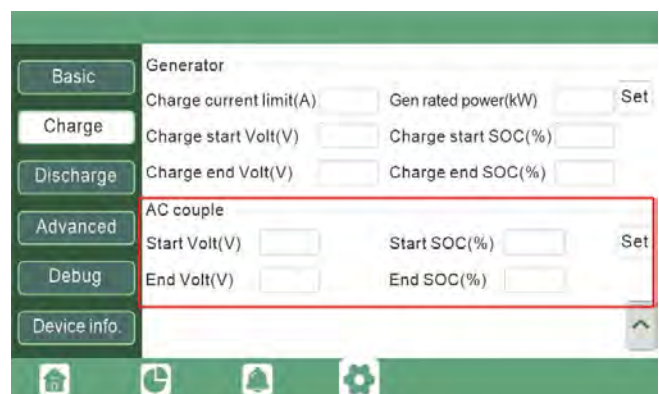 Basic
Charge
Discharge
Advanced
Debug
Device info.
Generator
Charge current limit(A) Gen rated power(kW) Set
Charge start Volt(V) Charge start SOC(%)
Charge end Volt(V) Charge end SOC(%)
AC couple
Start Volt(V) Start SOC(%) Set
End Volt(V) End SOC(%)